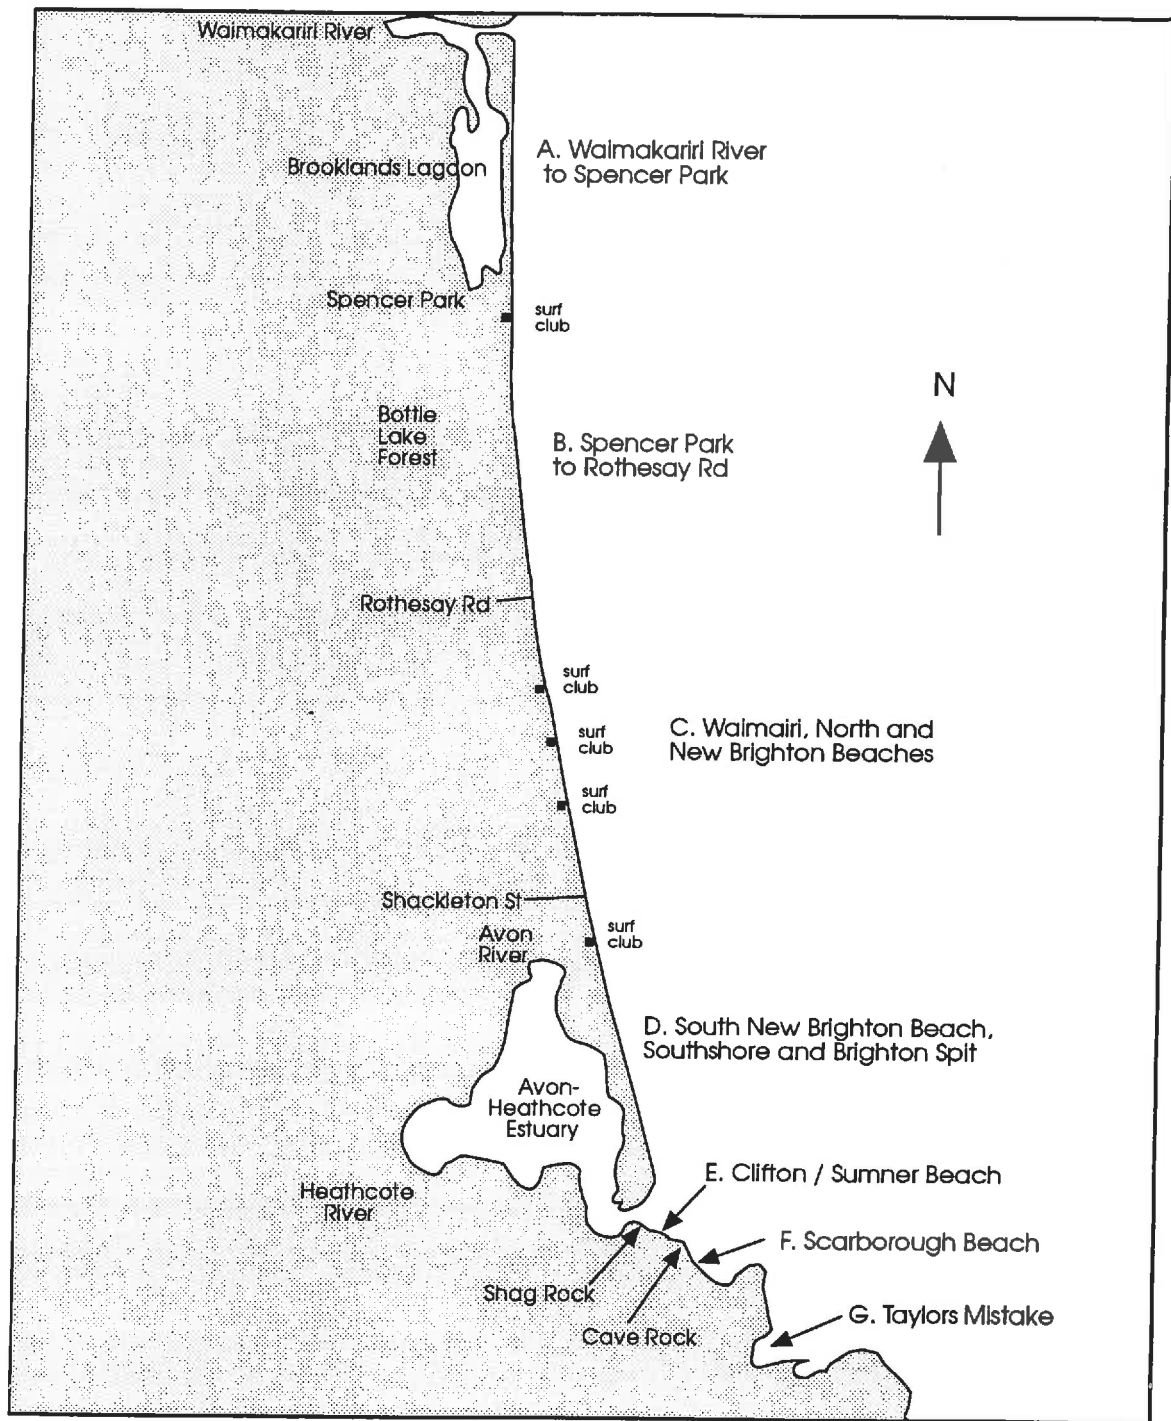 Waimakariri River
A. Waimakariri River
to Spencer Park
Brooklands Lagoon
Spencer Park
surf
club
N
Bottle
Lake
Forest
B. Spencer Park
to Rothesay Rd
Rothesay Rd
surf
club
surf
club
C. Waimairi, North and
New Brighton Beaches
surf
club
Shackleton St
Avon
River
surf
club
D. South New Brighton Beach,
Southshore and Brighton Spit
Avon-
Heathcote
Estuary
E. Clifton / Sumner Beach
Heathcote
River
F. Scarborough Beach
Shag Rock
G. Taylors Mistake
Cave Rock